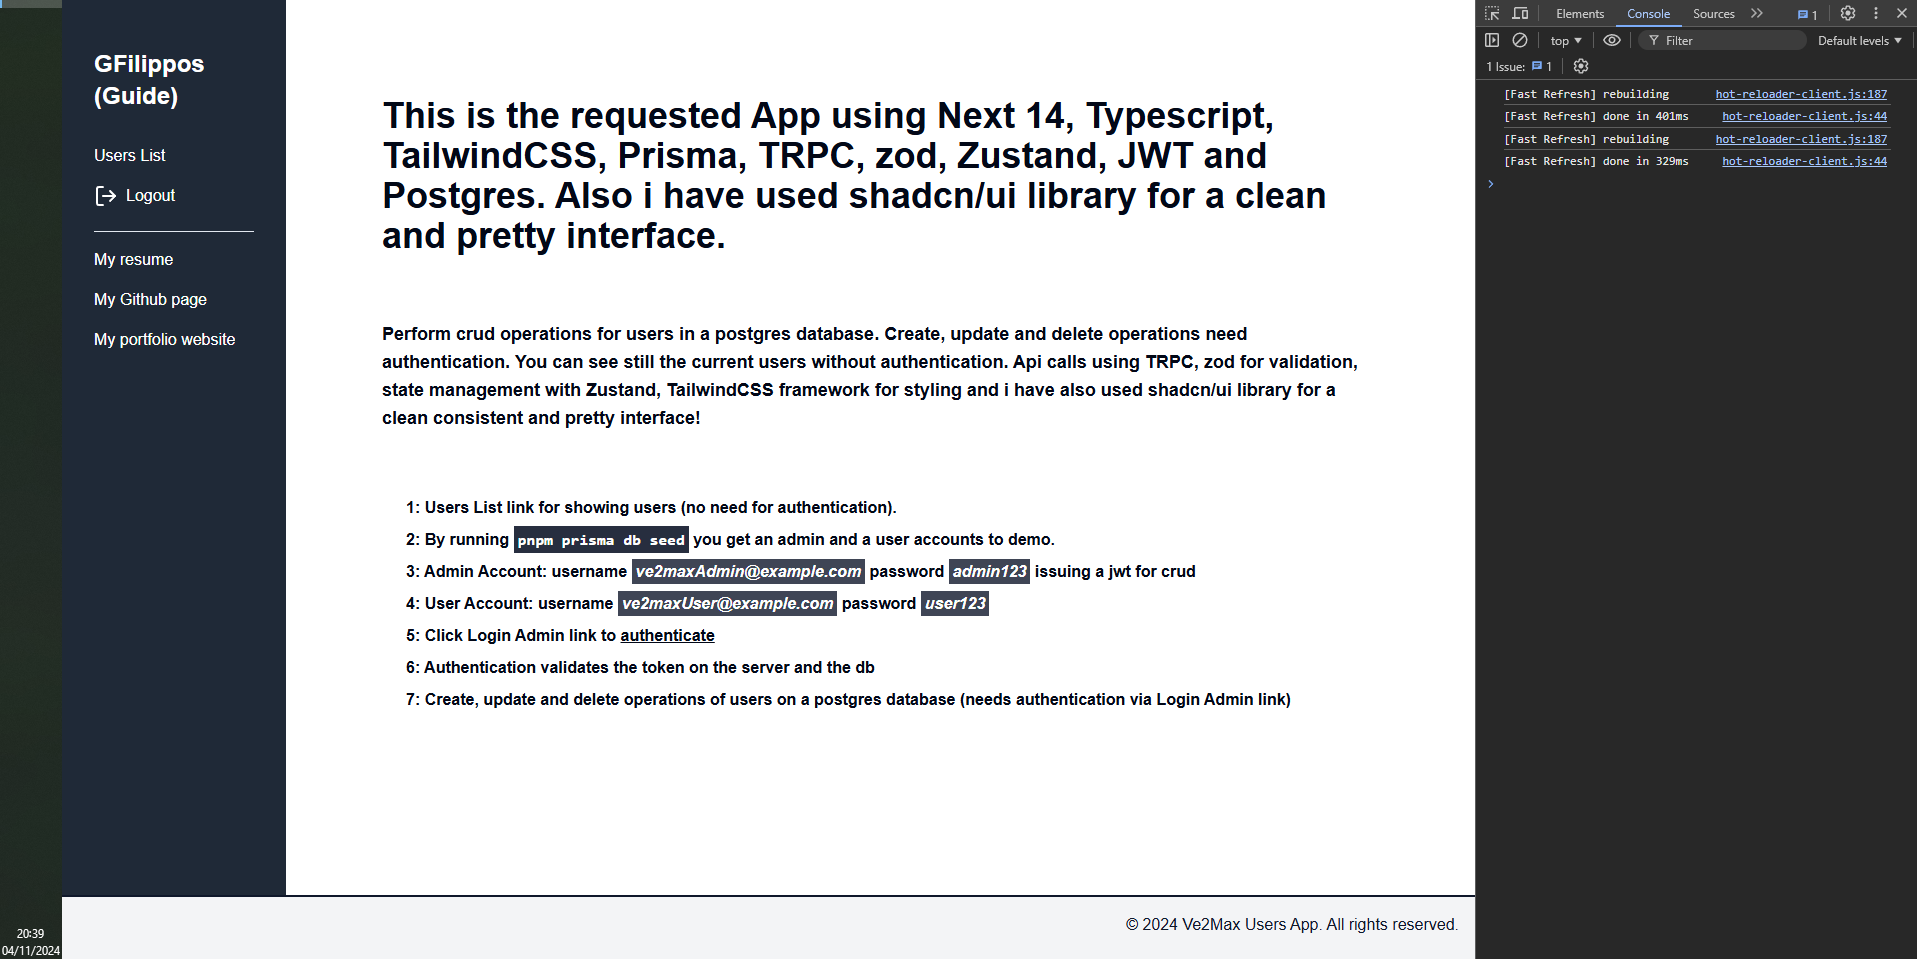 GFilippos
(Guide)
Users List
Logout
My resume
My Github page
My portfolio website
20:39
04/11/2024
This is the requested App using Next 14, Typescript,
TailwindCSS, Prisma, TRPC, zod, Zustand, JWT and
Postgres. Also i have used shadcn/ui library for a clean
and pretty interface.
Perform crud operations for users in a postgres database. Create, update and delete operations need
authentication. You can see still the current users without authentication. Api calls using TRPC, zod for validation,
state management with Zustand, TailwindCSS framework for styling and i have also used shadcn/ui library for a
clean consistent and pretty interface!
1: Users List link for showing users (no need for authentication).
2: By running pnpm prisma db seed you get an admin and a user accounts to demo.
3: Admin Account: username ve2maxAdmin@example.com password admin123 issuing a jwt for crud
4: User Account: username ve2maxUser@example.com password user123
5: Click Login Admin link to authenticate
6: Authentication validates the token on the server and the db
7: Create, update and delete operations of users on a postgres database (needs authentication via Login Admin link)
© 2024 Ve2Max Users App. All rights reserved.
Elements Console Sources 1
top Filter Default levels
1 Issue: 1
[Fast Refresh] rebuilding hot-reloader-client.js:187
[Fast Refresh] done in 401ms hot-reloader-client.js:44
[Fast Refresh] rebuilding hot-reloader-client.js:187
[Fast Refresh] done in 329ms hot-reloader-client.js:44